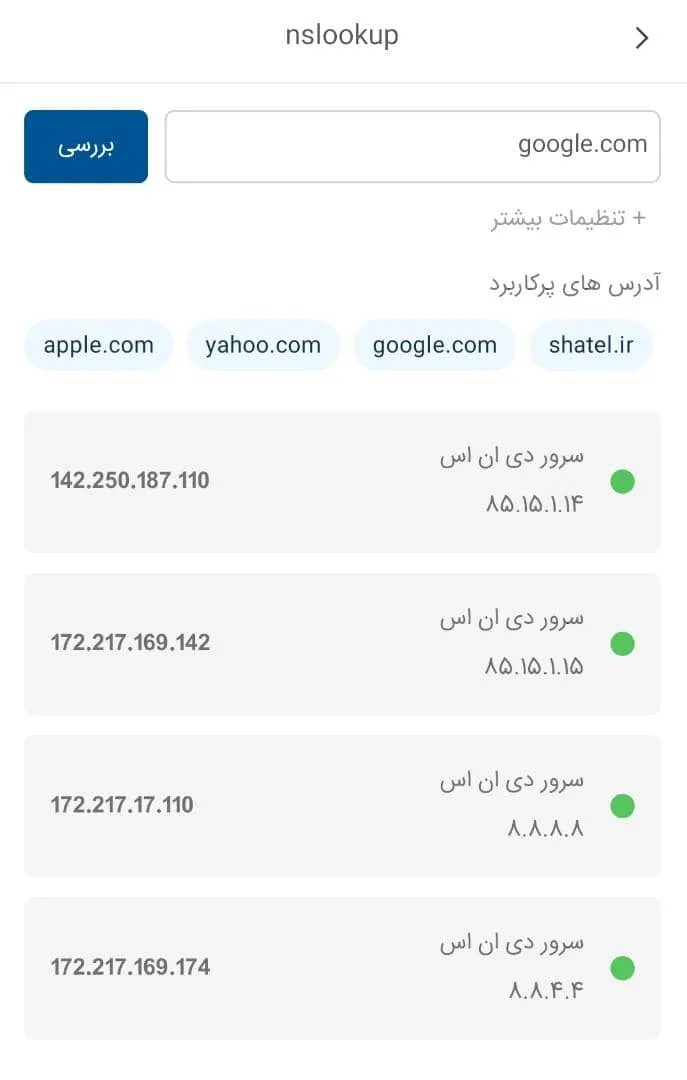 nslookup
google.com
بررسی
+ تنظیمات بیشتر
آدرس های پرکاربرد
shatel.ir
google.com
yahoo.com
apple.com
سرور دی ان اس
۸۵.۱۵.۱.۱۴
142.250.187.110
سرور دی ان اس
۸۵.۱۵.۱.۱۵
172.217.169.142
سرور دی ان اس
۸.۸.۸.۸
172.217.17.110
سرور دی ان اس
۸.۸.۴.۴
172.217.169.174